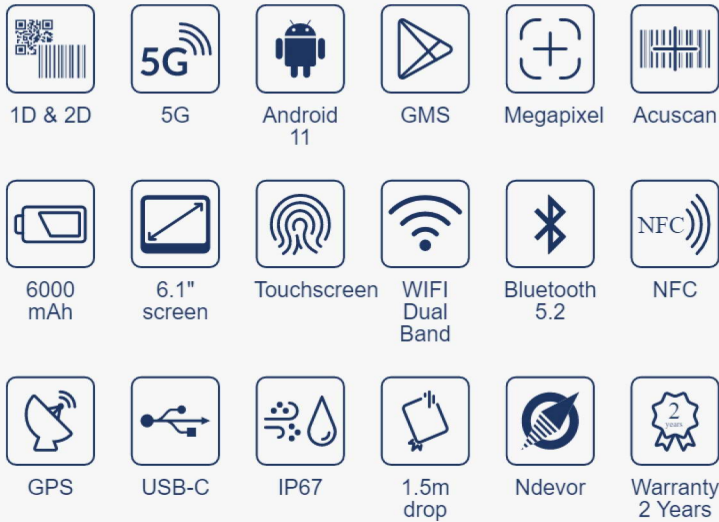 5G
1D & 2D
5G
Android
11
GMS
Megapixel
Acuscan
NFC
6000
mAh
6.1"
screen
Touchscreen
WIFI
Dual
Band
Bluetooth
5.2
NFC
2
years
GPS
USB-C
IP67
1.5m
drop
Ndevor
Warranty
2 Years